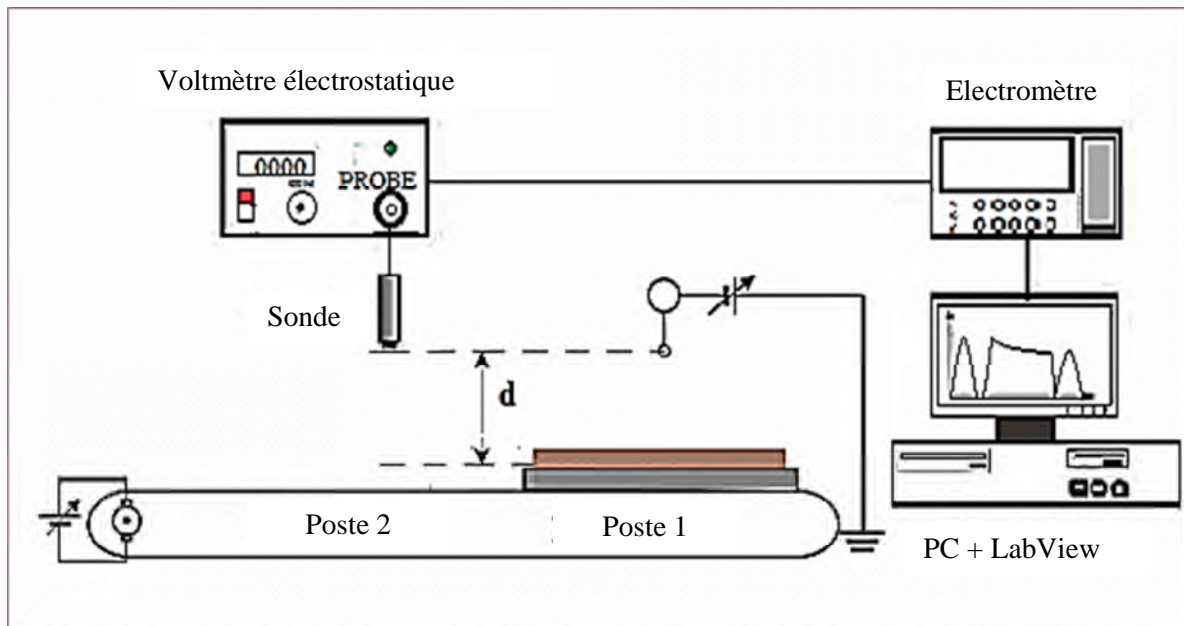 Voltmètre électrostatique
Electromètre
0000
PROBE
Sonde
d
Poste 2
Poste 1
PC + LabView